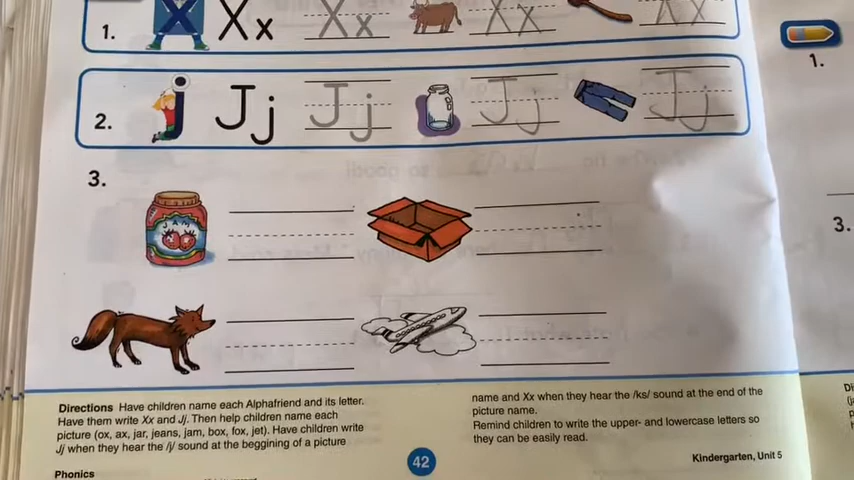 1. X Xx Xx Xx Xx
2. j Jj Jj Jj Jj
1.
3.
JAM
3.
Directions Have children name each Alphafriend and its letter.
Have them write Xx and Jj. Then help children name each
picture (ox, ax, jar, jeans, jam, box, fox, jet). Have children write
Jj when they hear the /j/ sound at the beggining of a picture
name and Xx when they hear the /ks/ sound at the end of the
picture name.
Remind children to write the upper- and lowercase letters so
they can be easily read.
Phonics
42
Kindergarten, Unit 5